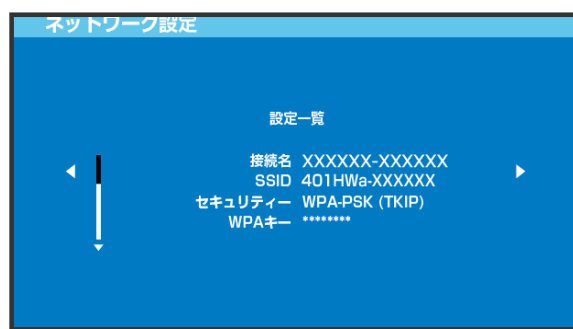 ネットワーク設定
設定一覧
接続名 XXXXXX-XXXXXX
SSID 401HWa-XXXXXX
セキュリティー WPA-PSK (TKIP)
WPAキー ********